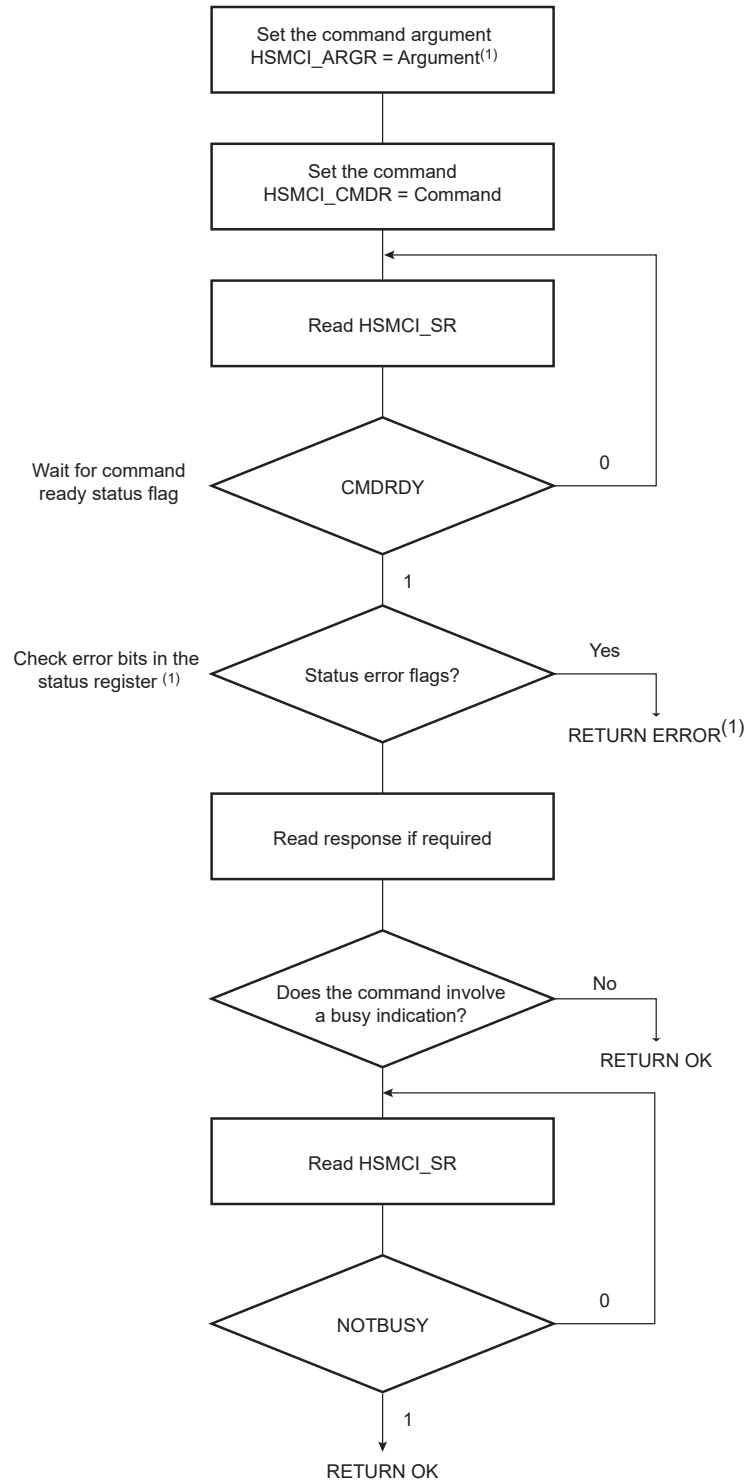 Set the command argument
HSMCI_ARGR = Argument(1)
Set the command
HSMCI_CMDR = Command
Read HSMCI_SR
Wait for command
ready status flag
CMDRDY
0
1
Check error bits in the
status register (1)
Status error flags?
Yes
RETURN ERROR(1)
Read response if required
Does the command involve
a busy indication?
No
RETURN OK
Read HSMCI_SR
NOTBUSY
0
1
RETURN OK